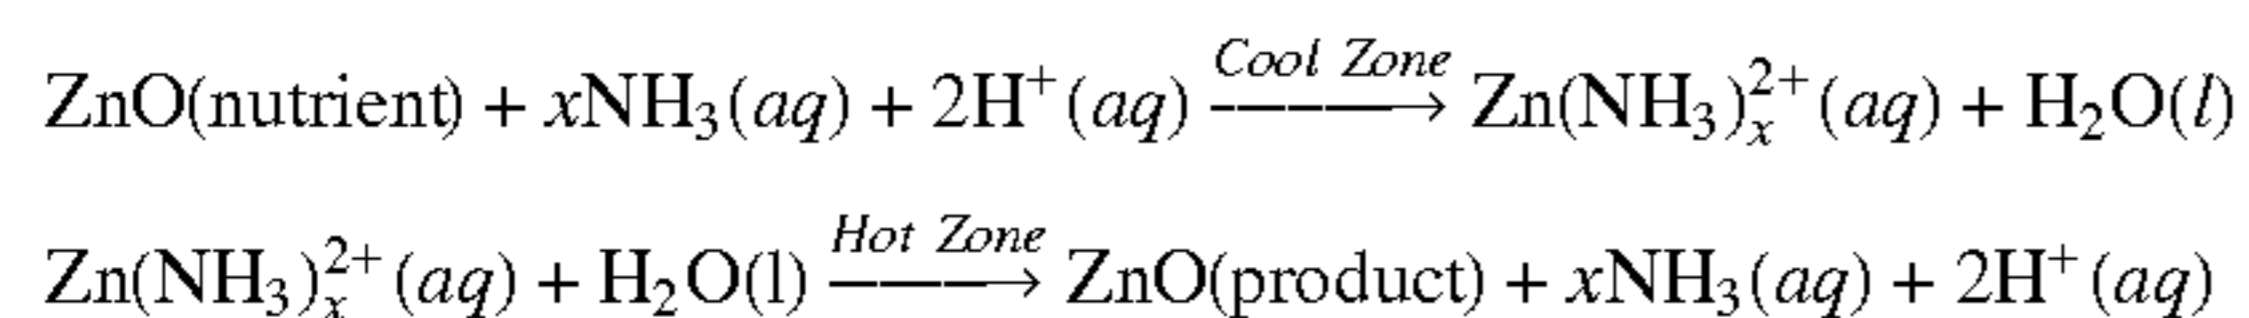 ZnO(nutrient) + xNH₃(aq) + 2H⁺(aq) —Cool Zone→ Zn(NH₃)ₓ²⁺(aq) + H₂O(l)
Zn(NH₃)ₓ²⁺(aq) + H₂O(l) —Hot Zone→ ZnO(product) + xNH₃(aq) + 2H⁺(aq)